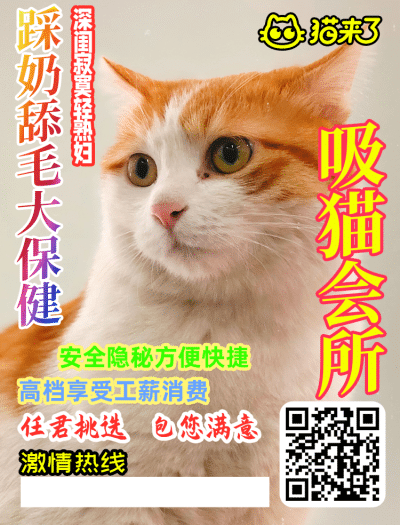 猫来了
踩奶舔毛大保健
深闺寂寞轻熟妇
吸猫会所
安全隐秘方便快捷
高档享受工薪消费
任君挑选 包您满意
激情热线